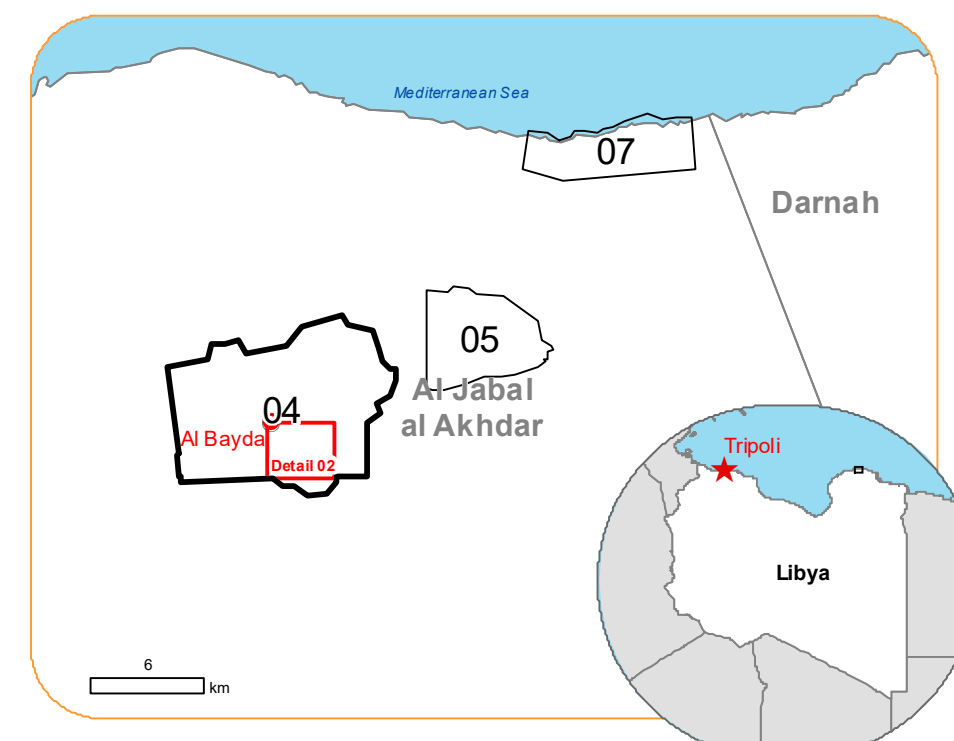 Mediterranean Sea
07
Darnah
05
Al Jabal
al Akhdar
04
Al Bayda
Detail 02
Tripoli
Libya
6
km